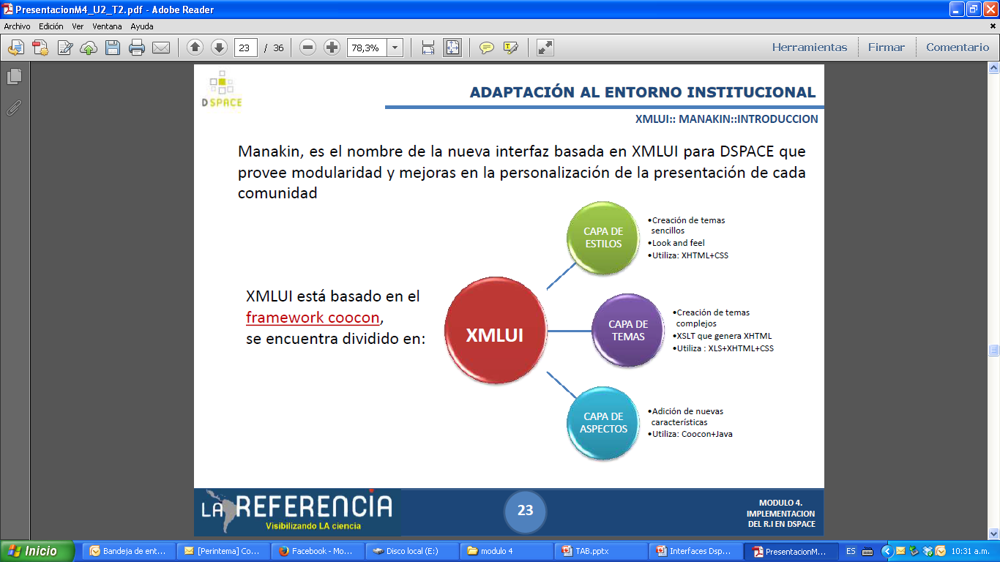 PresentacionM4_U2_T2.pdf - Adobe Reader
Archivo Edición Ver Ventana Ayuda
23 / 36 78,3% Herramientas Firmar Comentario
DSPACE
ADAPTACIÓN AL ENTORNO INSTITUCIONAL
XMLUI:: MANAKIN::INTRODUCCION
Manakin, es el nombre de la nueva interfaz basada en XMLUI para DSPACE que
provee modularidad y mejoras en la personalización de la presentación de cada
comunidad
XMLUI está basado en el
framework coocon,
se encuentra dividido en:
XMLUI
CAPA DE
ESTILOS
•Creación de temas
sencillos
•Look and feel
•Utiliza: XHTML+CSS
CAPA DE
TEMAS
•Creación de temas
complejos
•XSLT que genera XHTML
•Utiliza : XLS+XHTML+CSS
CAPA DE
ASPECTOS
•Adición de nuevas
características
•Utiliza: Coocon+Java
LA REFERENCIA
Visibilizando LA ciencia
23
MODULO 4.
IMPLEMENTACION
DEL R.I EN DSPACE
Inicio Bandeja de ent... [Perintema] Co... Facebook - Mo... Disco local (E:) modulo 4 TAB.pptx Interfaces Dsp... PresentacionM... ES 10:31 a.m.